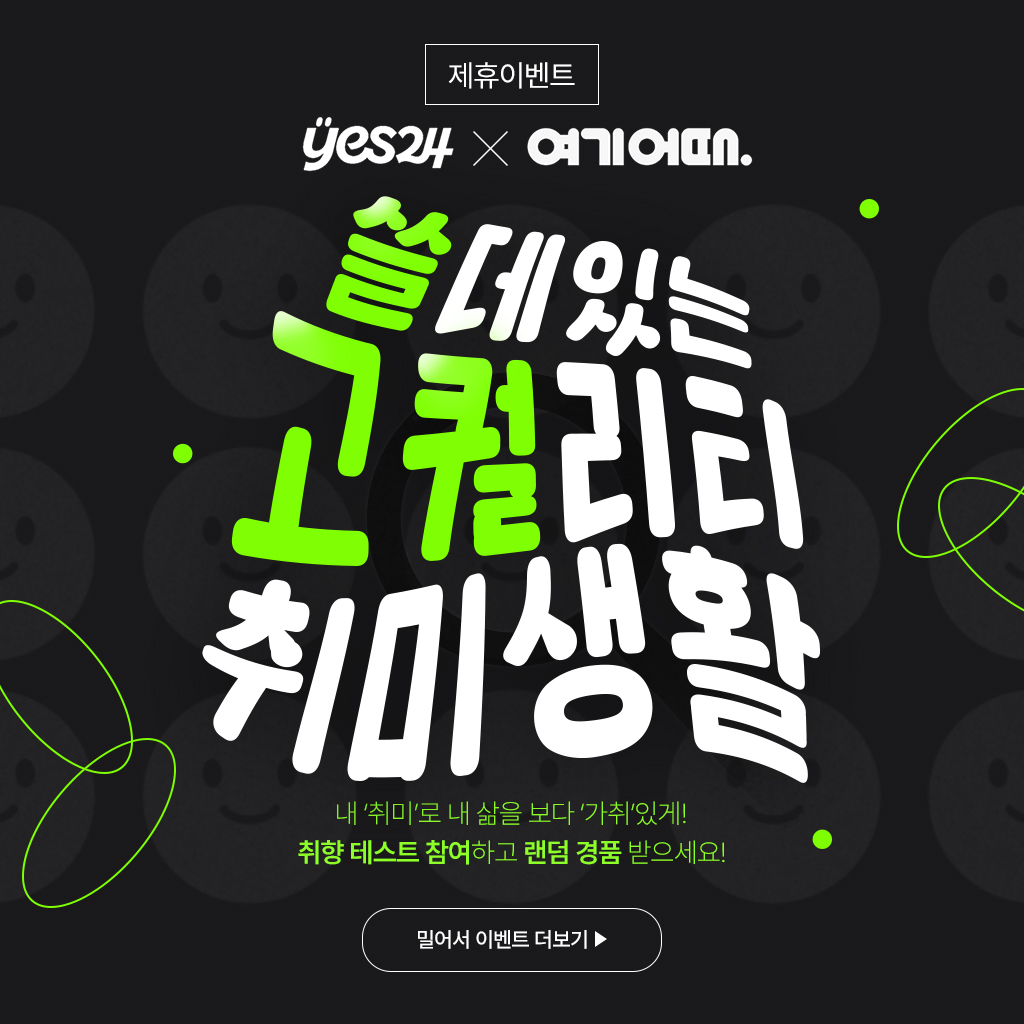 제휴이벤트
yes24 × 여기어때.
쓸데있는
고퀄리티
취미생활
내 ‘취미’로 내 삶을 보다 ‘가취’있게!
취향 테스트 참여하고 랜덤 경품 받으세요!
밀어서 이벤트 더보기 ▶